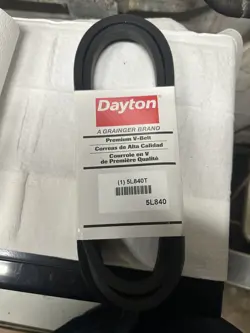 Dayton
A GRAINGER BRAND
Premium V-Belt
Correas de Alta Calidad
Courroie en V
de Première Qualité
(1) 5L840T
5L840